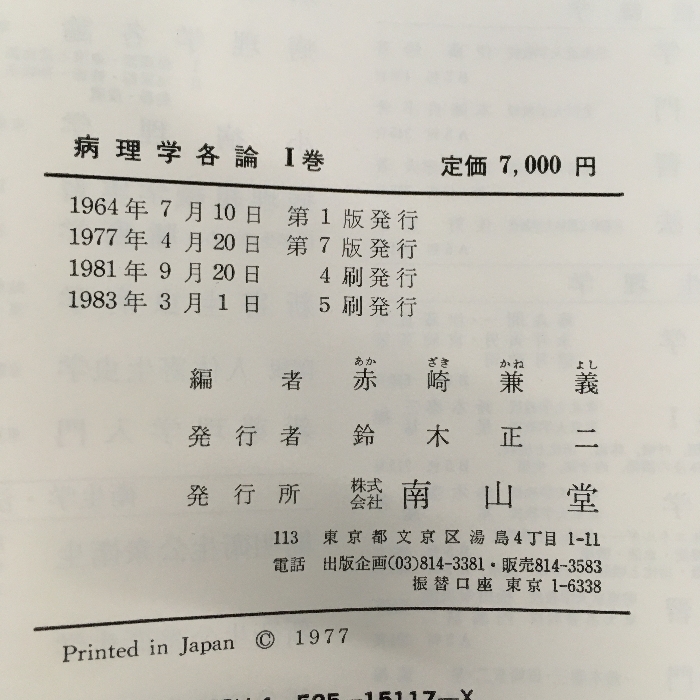 病理学各論 I巻 定価 7,000 円
1964年 7 月 10日 第 1 版発行
1977年 4 月 20日 第 7 版発行
1981年 9 月 20日 4 刷発行
1983年 3 月 1 日 5 刷発行
あか ざき かね よし
編者 赤崎兼義
発行者 鈴木正二
発行所 株式会社 南山堂
113 東京都文京区湯島4丁目 1-11
電話 出版企画(03)814-3381・販売814-3583
振替口座 東京 1-6338
Printed in Japan © 1977
15117-X